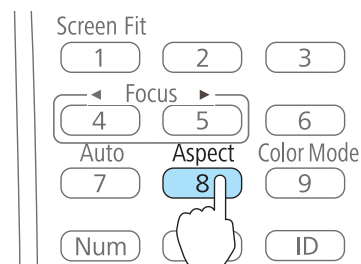 Screen Fit
1 2 3
◄ Focus ►
4 5 6
Auto Aspect Color Mode
7 8 9
Num ID